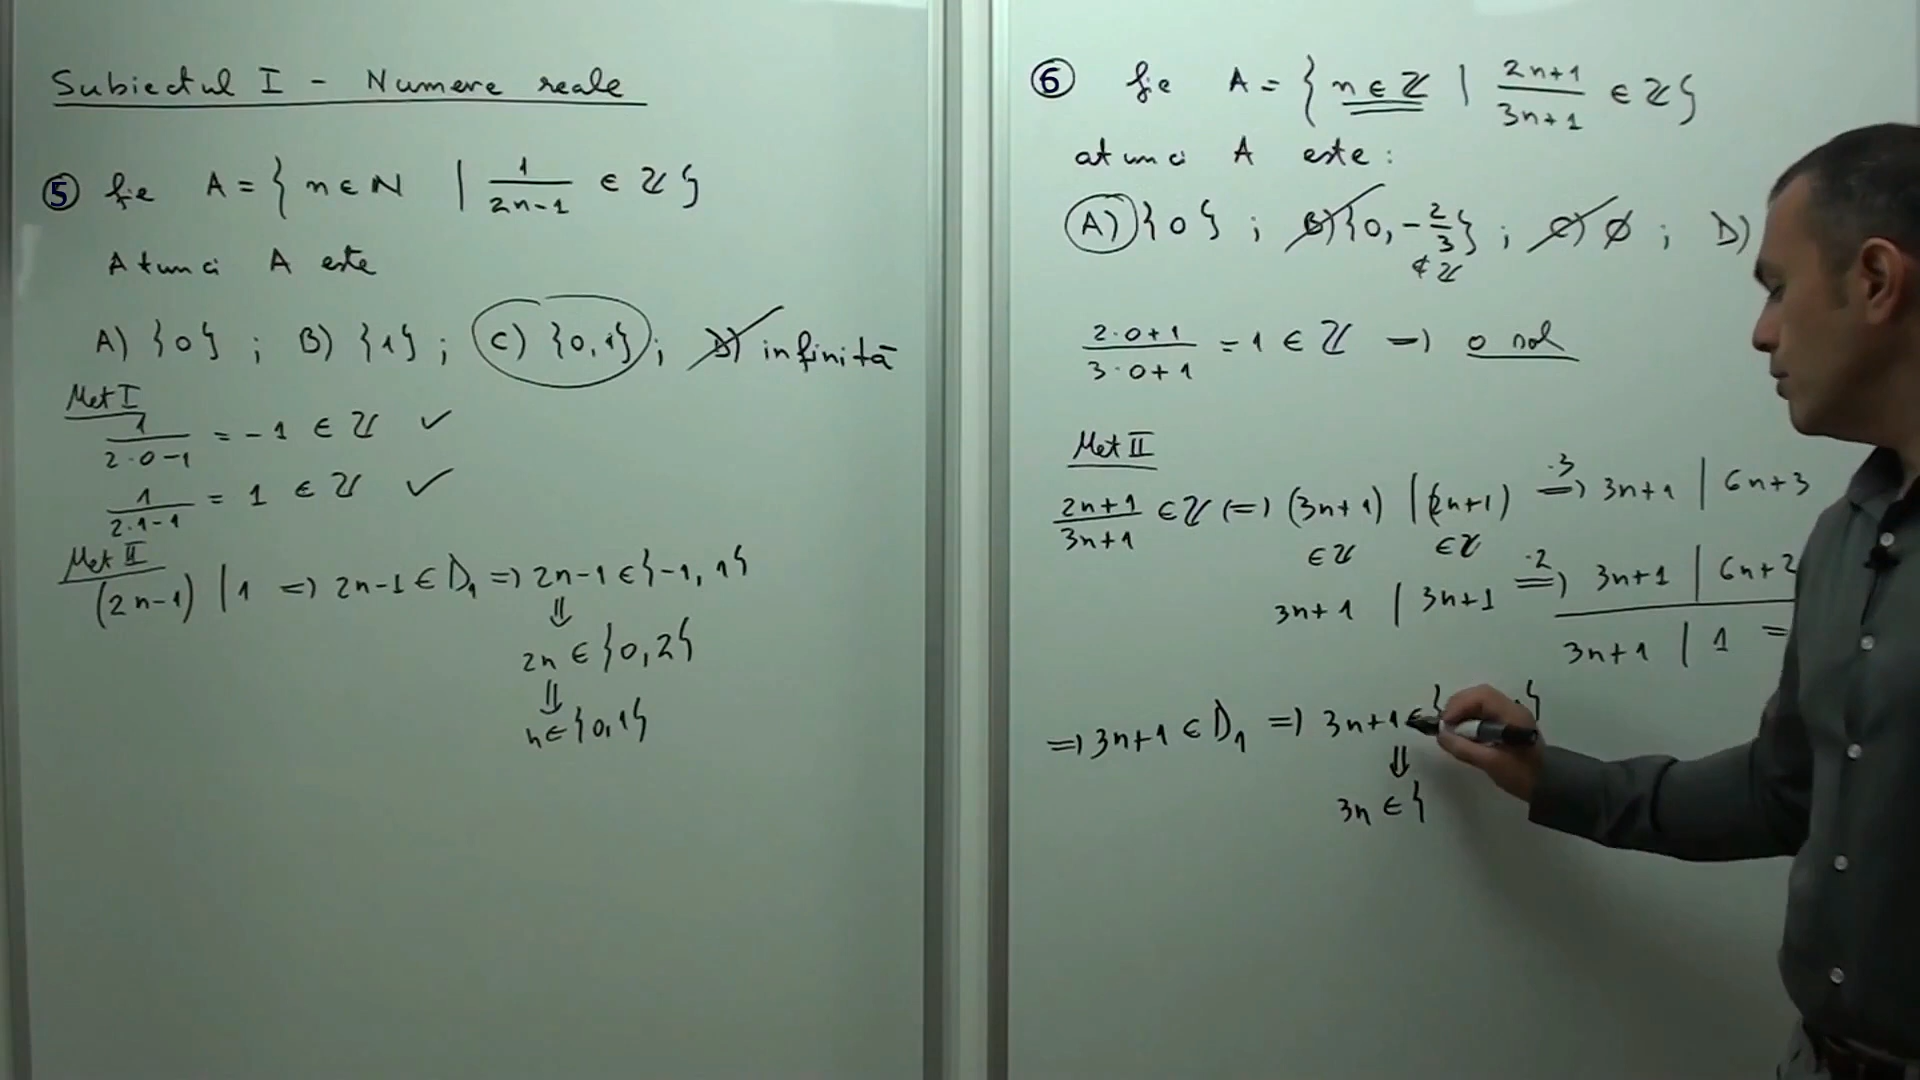 Subiectul I - Numere reale
⑤ fie A = { n ∈ N | 1/(2n-1) ∈ Z }
Atunci A este
A) {0} ; B) {1} ; C) {0,1} ; D) infinită
Met I
1/(2·0-1) = -1 ∈ Z ✓
1/(2·1-1) = 1 ∈ Z ✓
Met II
(2n-1) | 1 => 2n-1 ∈ D₁ => 2n-1 ∈ {-1, 1}
⇓
2n ∈ {0, 2}
⇓
n ∈ {0, 1}
⑥ fie A = { n ∈ Z | (2n+1)/(3n+1) ∈ Z }
atunci A este :
A) {0} ; B) {0, -2/3} ; C) ∅ ; D)
∉ Z
(2·0+1)/(3·0+1) = 1 ∈ Z => 0 sol
Met II
(2n+1)/(3n+1) ∈ Z <=> (3n+1) | (2n+1) =·3=> 3n+1 | 6n+3
∈ Z ∈ Z
3n+1 | 3n+1 =·2=> 3n+1 | 6n+2
3n+1 | 1 =
=> 3n+1 ∈ D₁ => 3n+1 ∈ { }
⇓
3n ∈ {